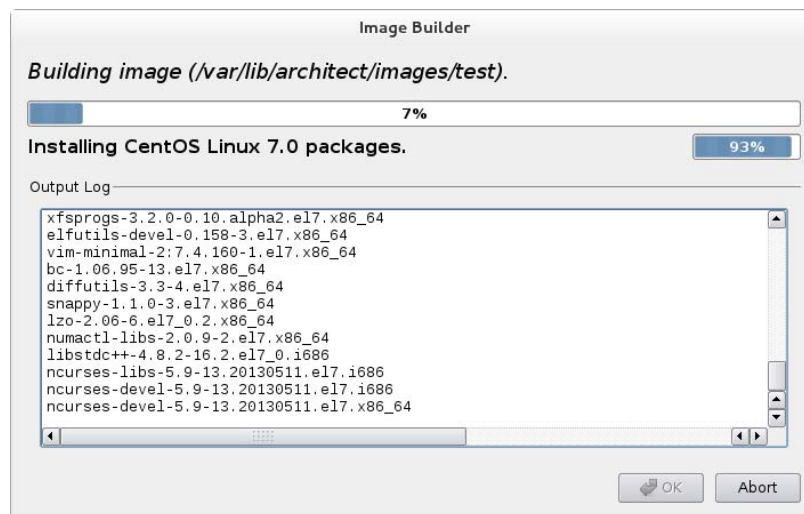 Image Builder
Building image (/var/lib/architect/images/test).
7%
Installing CentOS Linux 7.0 packages.
93%
Output Log
xfsprogs-3.2.0-0.10.alpha2.el7.x86_64
elfutils-devel-0.158-3.el7.x86_64
vim-minimal-2:7.4.160-1.el7.x86_64
bc-1.06.95-13.el7.x86_64
diffutils-3.3-4.el7.x86_64
snappy-1.1.0-3.el7.x86_64
lzo-2.06-6.el7_0.2.x86_64
numactl-libs-2.0.9-2.el7.x86_64
libstdc++-4.8.2-16.2.el7_0.i686
ncurses-libs-5.9-13.20130511.el7.i686
ncurses-devel-5.9-13.20130511.el7.i686
ncurses-devel-5.9-13.20130511.el7.x86_64
OK
Abort